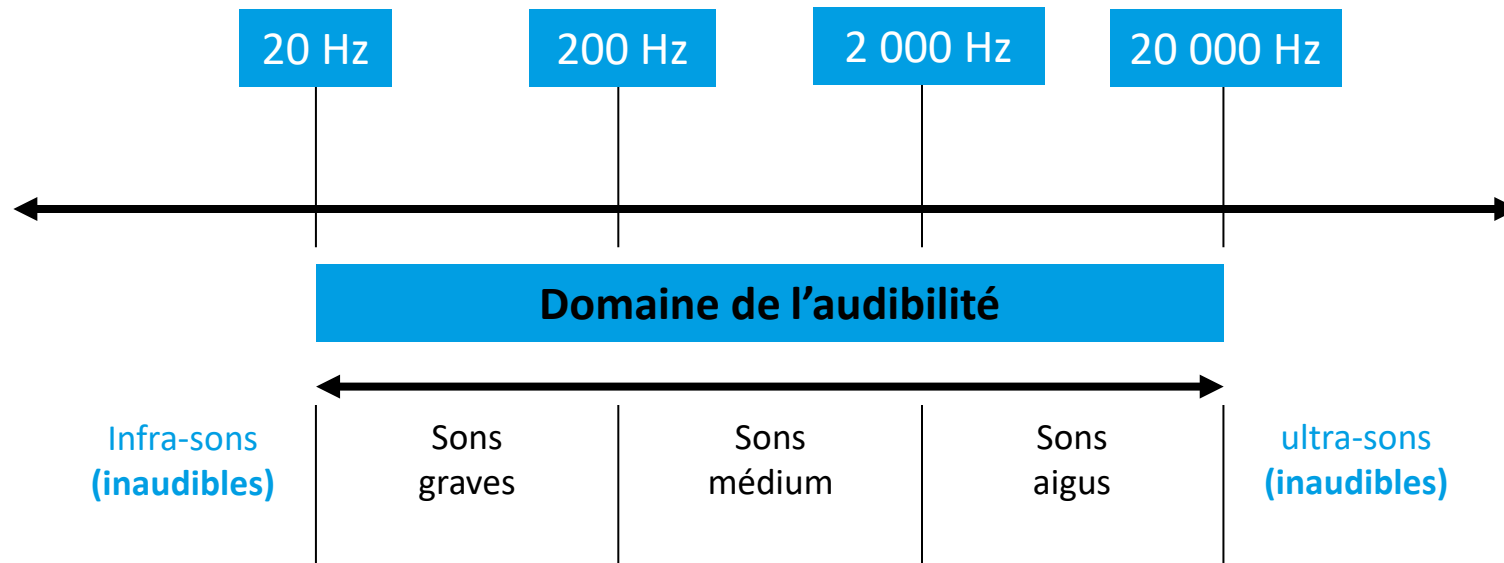 20 Hz
200 Hz
2 000 Hz
20 000 Hz
Domaine de l’audibilité
Infra-sons
(inaudibles)
Sons
graves
Sons
médium
Sons
aigus
ultra-sons
(inaudibles)